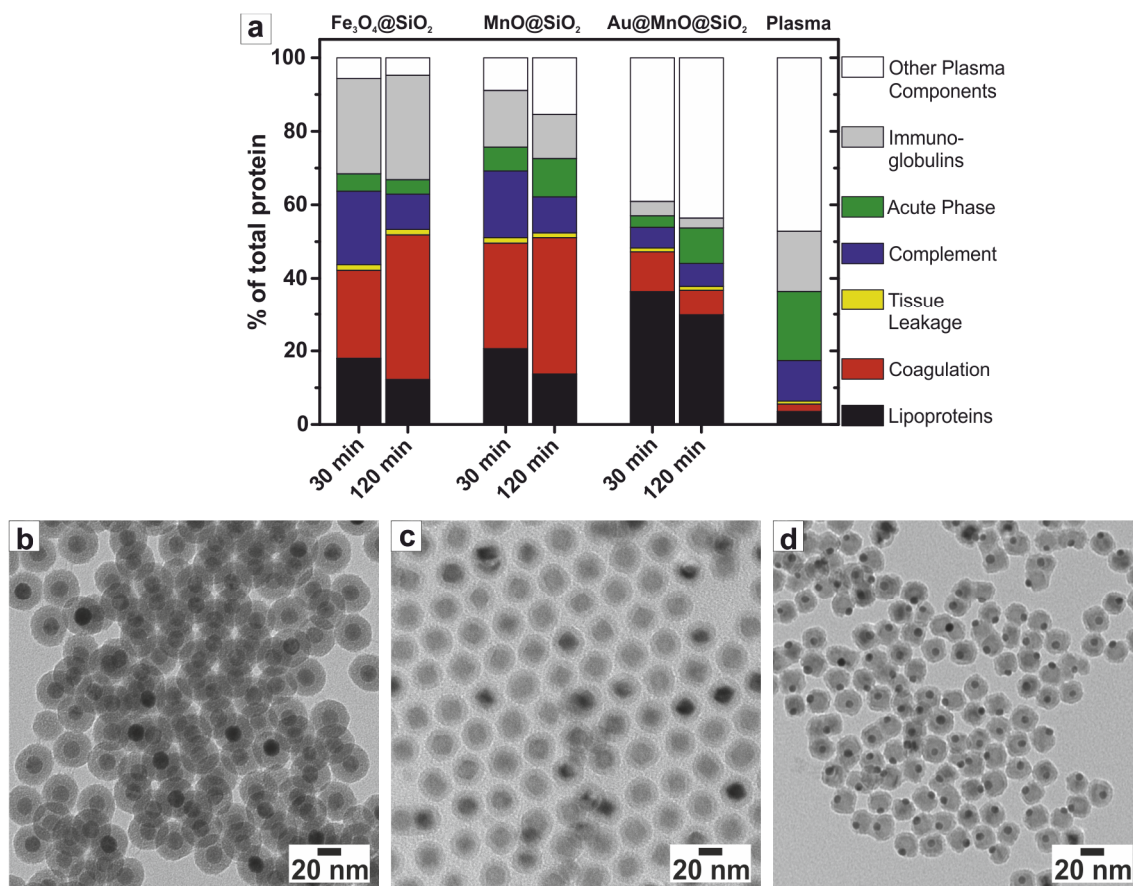 a
Fe₃O₄@SiO₂ MnO@SiO₂ Au@MnO@SiO₂ Plasma
% of total protein
100
80
60
40
20
0
30 min
120 min
30 min
120 min
30 min
120 min
Other Plasma
Components
Immuno-
globulins
Acute Phase
Complement
Tissue
Leakage
Coagulation
Lipoproteins
b
20 nm
c
20 nm
d
20 nm